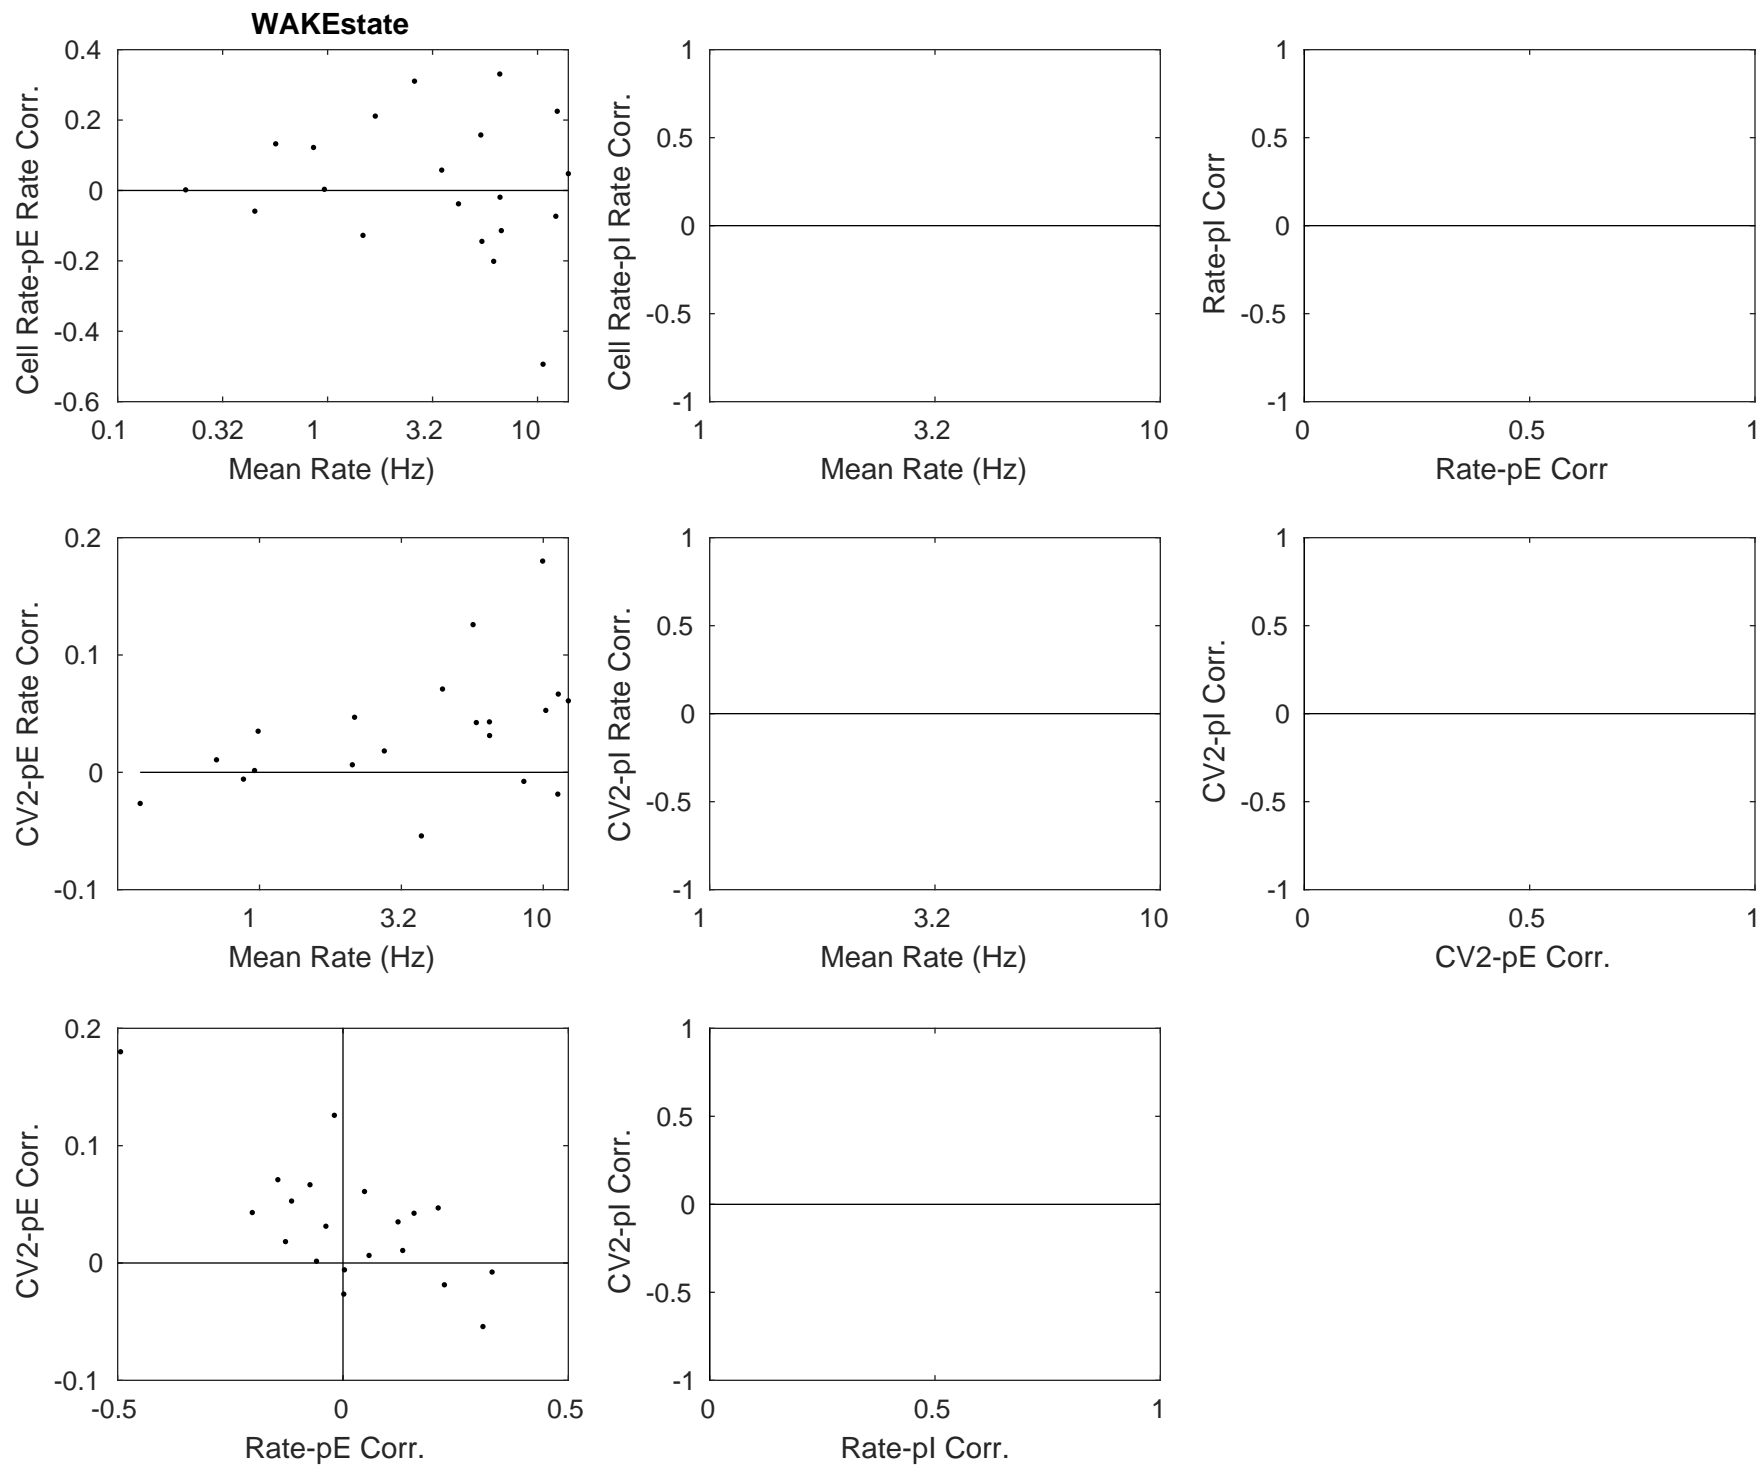 WAKEstate
0.4
0.2
0
-0.2
-0.4
-0.6
0.1 0.32 1 3.2 10
Mean Rate (Hz)
Cell Rate-pE Rate Corr.
1
0.5
0
-0.5
-1
1 3.2 10
Mean Rate (Hz)
Cell Rate-pI Rate Corr.
1
0.5
0
-0.5
-1
0 0.5 1
Rate-pE Corr
Rate-pI Corr
0.2
0.1
0
-0.1
1 3.2 10
Mean Rate (Hz)
CV2-pE Rate Corr.
1
0.5
0
-0.5
-1
1 3.2 10
Mean Rate (Hz)
CV2-pI Rate Corr.
1
0.5
0
-0.5
-1
0 0.5 1
CV2-pE Corr.
CV2-pI Corr.
0.2
0.1
0
-0.1
-0.5 0 0.5
Rate-pE Corr.
CV2-pE Corr.
1
0.5
0
-0.5
-1
0 0.5 1
Rate-pI Corr.
CV2-pI Corr.